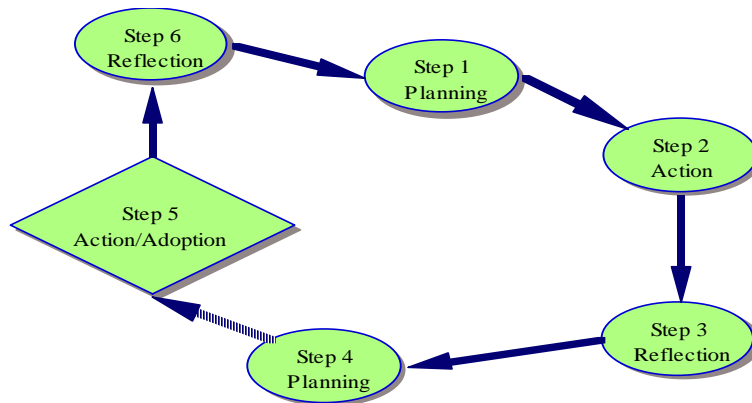 Step 1
Planning
Step 2
Action
Step 3
Reflection
Step 4
Planning
Step 5
Action/Adoption
Step 6
Reflection